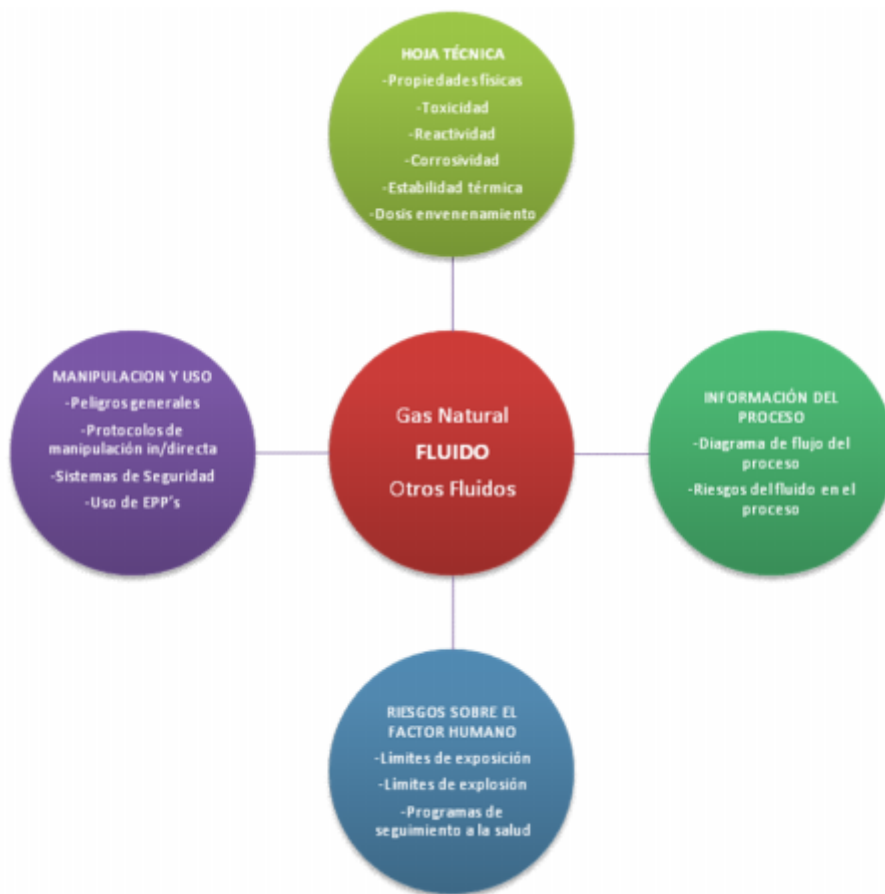 HOJA TÉCNICA
-Propiedades físicas
-Toxicidad
-Reactividad
-Corrosividad
-Estabilidad térmica
-Dosis envenenamiento
MANIPULACION Y USO
-Peligros generales
-Protocolos de
manipulación in/directa
-Sistemas de Seguridad
-Uso de EPP's
Gas Natural
FLUIDO
Otros Fluidos
INFORMACIÓN DEL
PROCESO
-Diagrama de flujo del
proceso
-Riesgos del fluido en el
proceso
RIESGOS SOBRE EL
FACTOR HUMANO
-Límites de exposición
-Límites de explosión
-Programas de
seguimiento a la salud